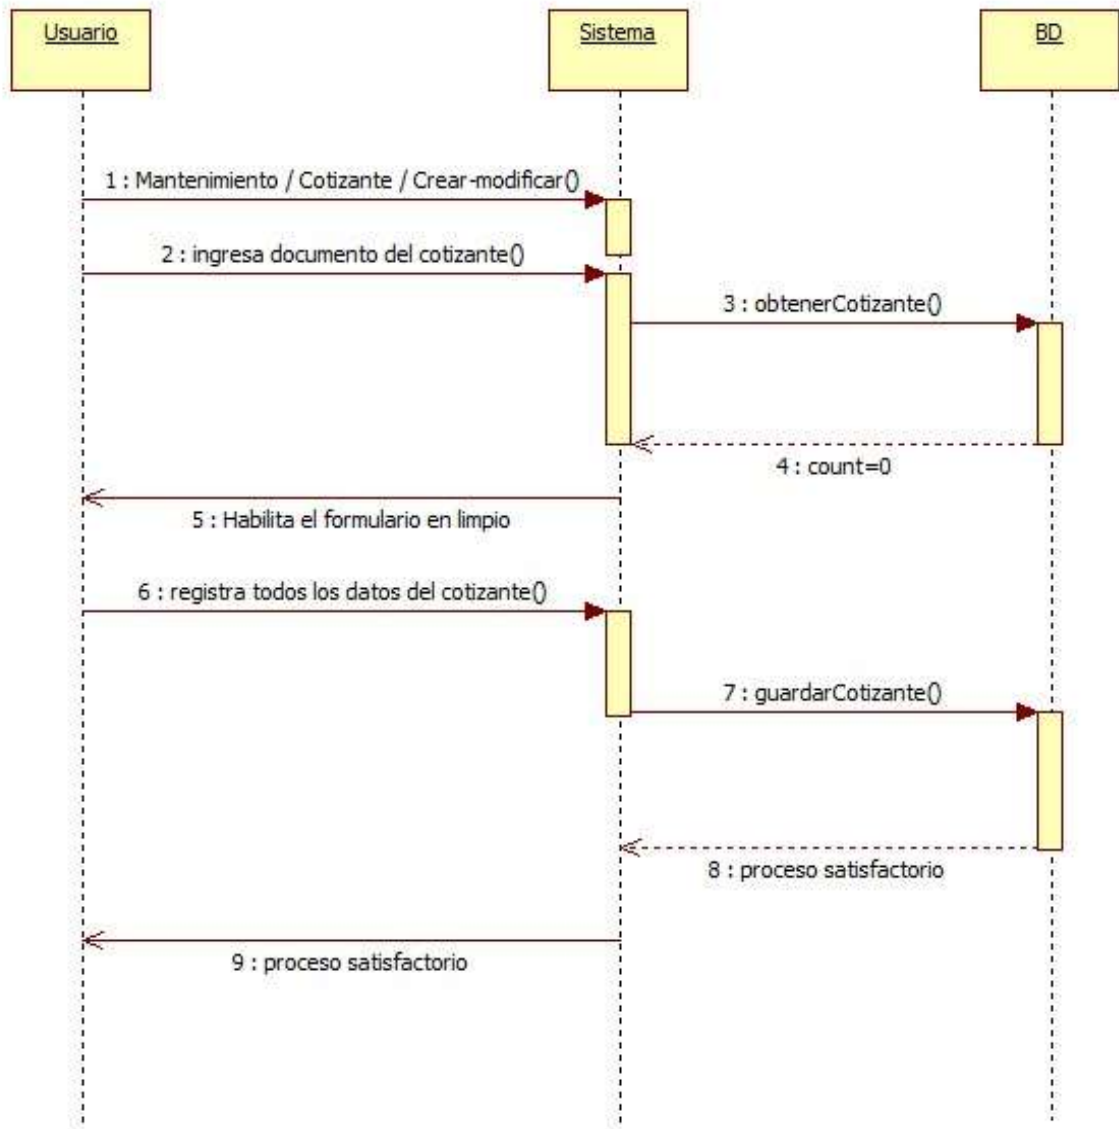 Usuario
Sistema
BD
1 : Mantenimiento / Cotizante / Crear-modificar()
2 : ingresa documento del cotizante()
3 : obtenerCotizante()
4 : count=0
5 : Habilita el formulario en limpio
6 : registra todos los datos del cotizante()
7 : guardarCotizante()
8 : proceso satisfactorio
9 : proceso satisfactorio